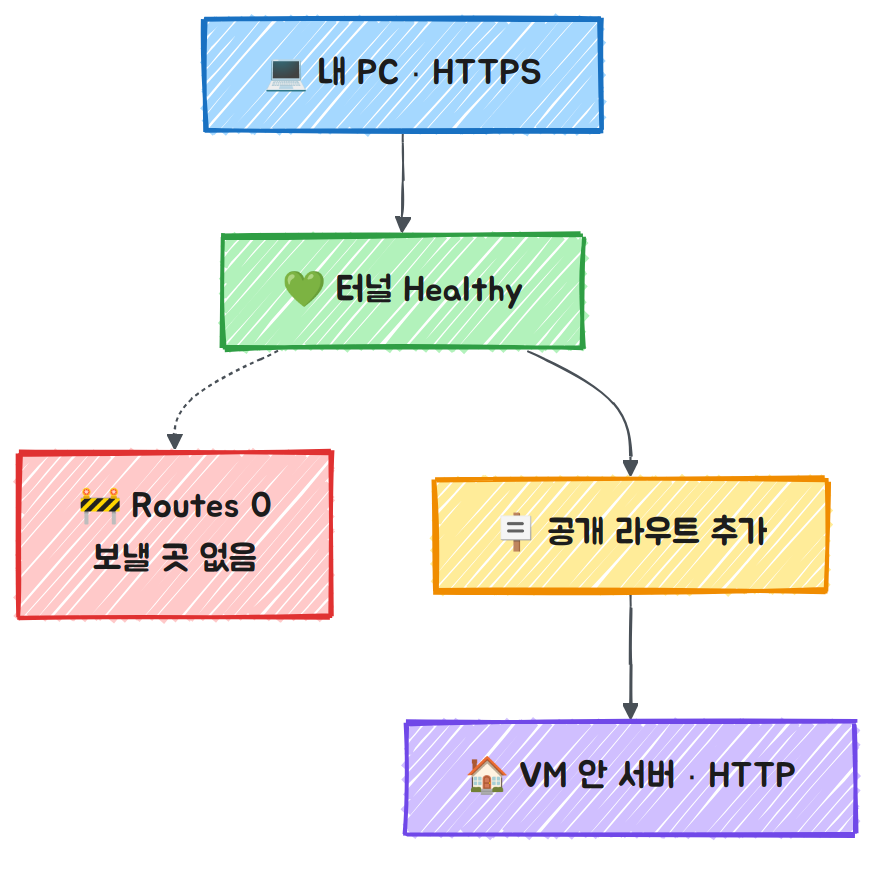 💻 내 PC · HTTPS
💚 터널 Healthy
🚧 Routes 0
보낼 곳 없음
🪧 공개 라우트 추가
🏠 VM 안 서버 · HTTP